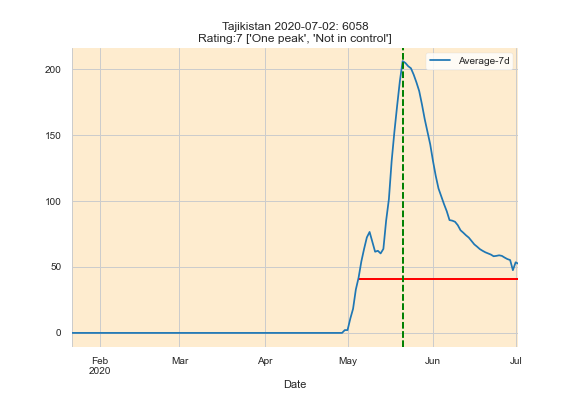 Tajikistan 2020-07-02: 6058
Rating:7 ['One peak', 'Not in control']
Average-7d
200
150
100
50
0
Feb
2020
Mar
Apr
May
Jun
Jul
Date